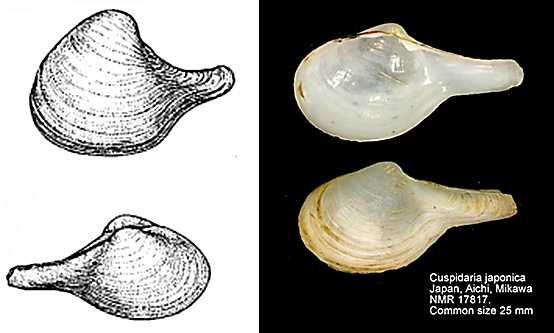 Cuspidaria japonica
Japan, Aichi, Mikawa
NMR 17817.
Common size 25 mm